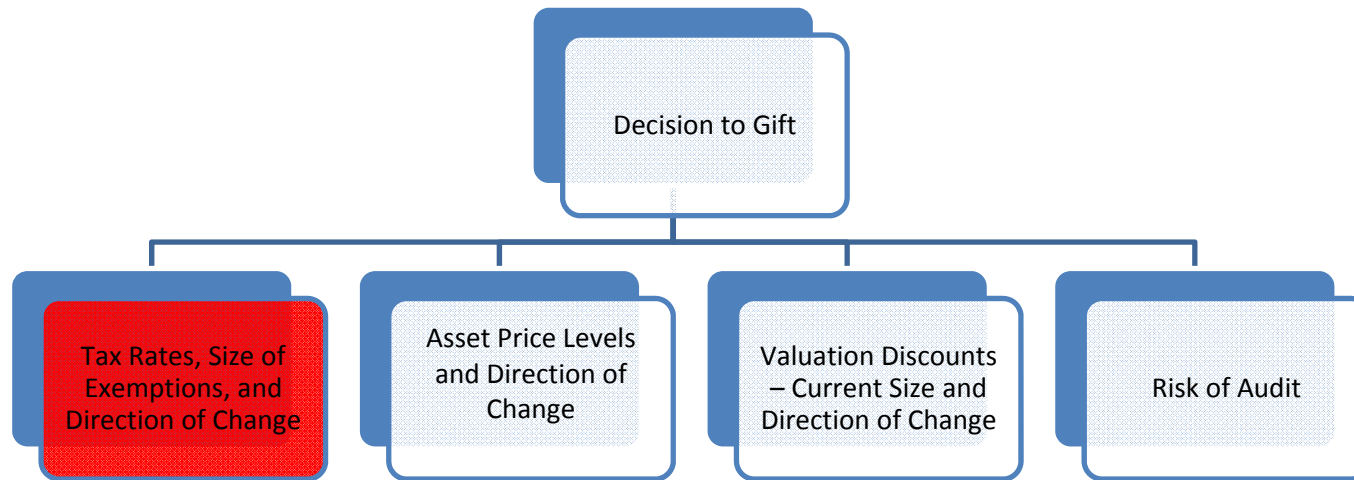 Decision to Gift
Tax Rates, Size of
Exemptions, and
Direction of Change
Asset Price Levels
and Direction of
Change
Valuation Discounts
– Current Size and
Direction of Change
Risk of Audit